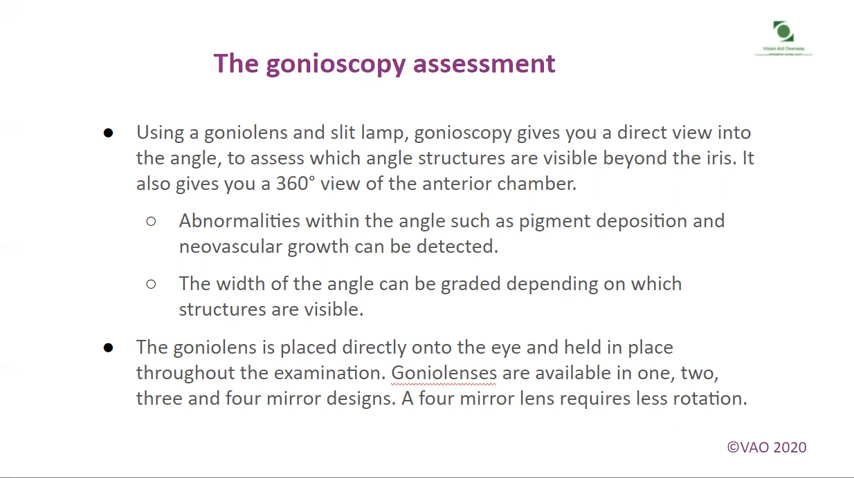 Vision Aid Overseas
The gonioscopy assessment
● Using a goniolens and slit lamp, gonioscopy gives you a direct view into
the angle, to assess which angle structures are visible beyond the iris. It
also gives you a 360° view of the anterior chamber.
○ Abnormalities within the angle such as pigment deposition and
neovascular growth can be detected.
○ The width of the angle can be graded depending on which
structures are visible.
● The goniolens is placed directly onto the eye and held in place
throughout the examination. Goniolenses are available in one, two,
three and four mirror designs. A four mirror lens requires less rotation.
©VAO 2020